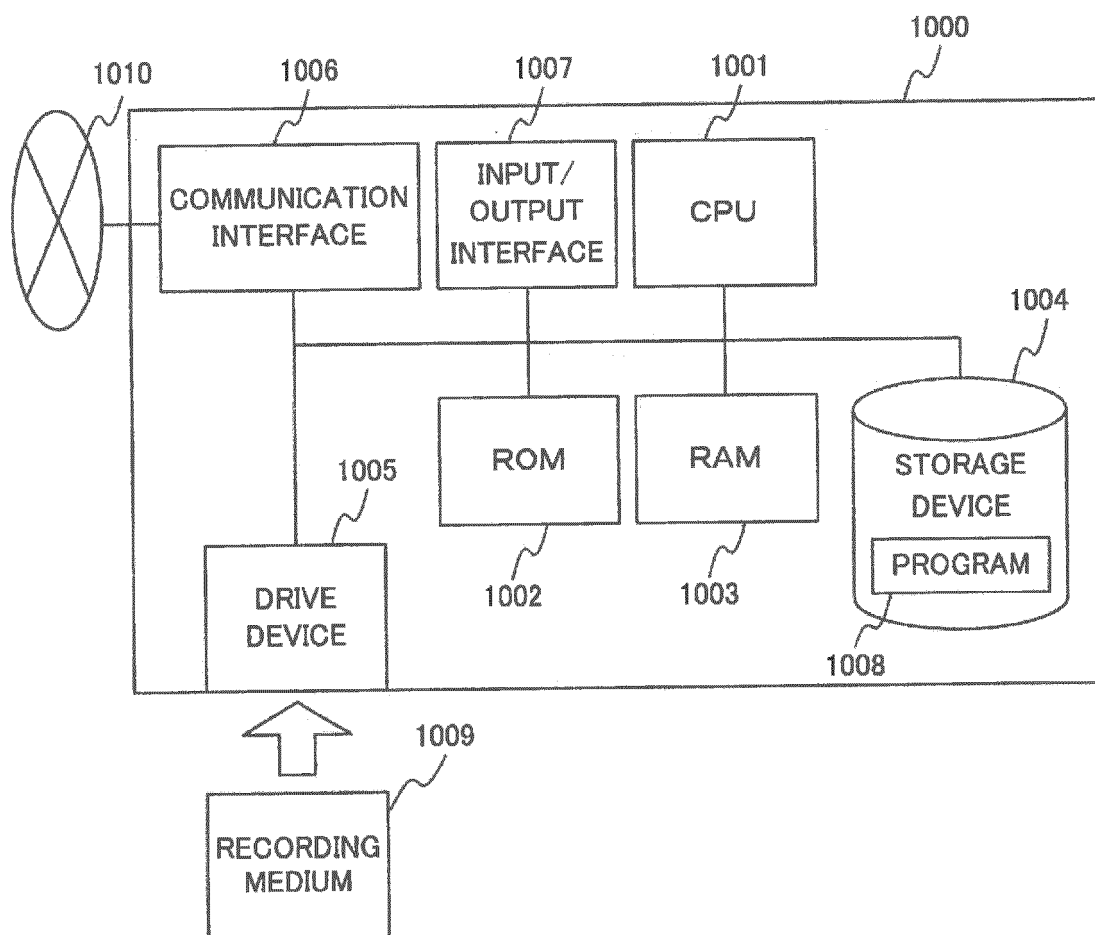 1000
1010
1006
1007
1001
COMMUNICATION
INTERFACE
INPUT/
OUTPUT
INTERFACE
CPU
1004
ROM
RAM
STORAGE
DEVICE
PROGRAM
1005
1002
1003
1008
DRIVE
DEVICE
1009
RECORDING
MEDIUM